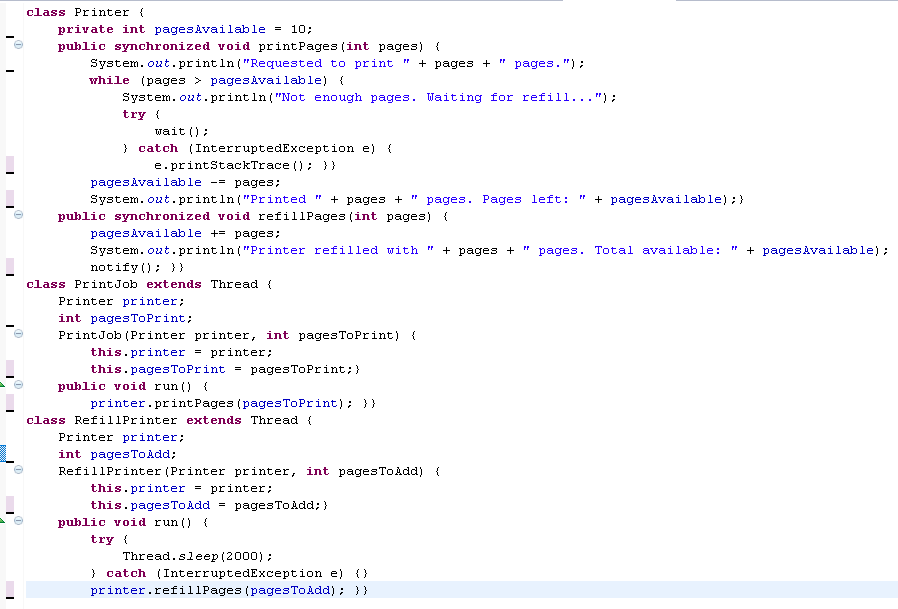 class Printer {
    private int pagesAvailable = 10;
    public synchronized void printPages(int pages) {
        System.out.println("Requested to print " + pages + " pages.");
        while (pages > pagesAvailable) {
            System.out.println("Not enough pages. Waiting for refill...");
            try {
                wait();
            } catch (InterruptedException e) {
                e.printStackTrace(); }}
        pagesAvailable -= pages;
        System.out.println("Printed " + pages + " pages. Pages left: " + pagesAvailable);}
    public synchronized void refillPages(int pages) {
        pagesAvailable += pages;
        System.out.println("Printer refilled with " + pages + " pages. Total available: " + pagesAvailable);
        notify(); }}
class PrintJob extends Thread {
    Printer printer;
    int pagesToPrint;
    PrintJob(Printer printer, int pagesToPrint) {
        this.printer = printer;
        this.pagesToPrint = pagesToPrint;}
    public void run() {
        printer.printPages(pagesToPrint); }}
class RefillPrinter extends Thread {
    Printer printer;
    int pagesToAdd;
    RefillPrinter(Printer printer, int pagesToAdd) {
        this.printer = printer;
        this.pagesToAdd = pagesToAdd;}
    public void run() {
        try {
            Thread.sleep(2000);
        } catch (InterruptedException e) {}
        printer.refillPages(pagesToAdd); }}